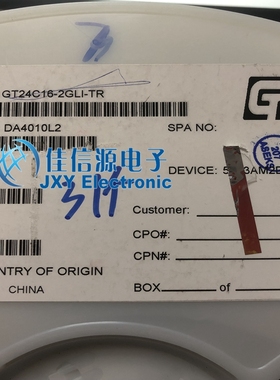 GT24C16-2GLI-TR
DA4010L2
SPA NO:
佳信源电子
JXY Electronic
DEVICE:
Customer:
CPO#:
CPN#:
NTRY OF ORIGIN
CHINA
BOX
of